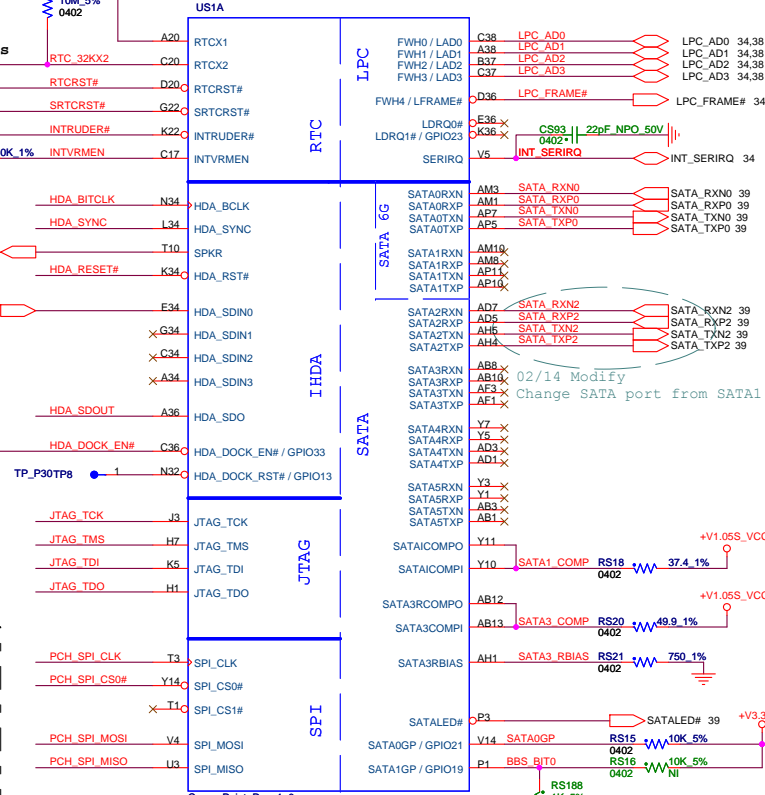 10M_5%
0402
US1A
s
RTC_32KX2
RTCRST#
SRTCRST#
INTRUDER#
0K_1% INTVRMEN
A20 RTCX1
C20 RTCX2
D20 RTCRST#
G22 SRTCRST#
K22 INTRUDER#
C17 INTVRMEN
RTC
LPC
FWH0 / LAD0 C38 LPC_AD0 LPC_AD0 34,38
FWH1 / LAD1 A38 LPC_AD1 LPC_AD1 34,38
FWH2 / LAD2 B37 LPC_AD2 LPC_AD2 34,38
FWH3 / LAD3 C37 LPC_AD3 LPC_AD3 34,38
FWH4 / LFRAME# D36 LPC_FRAME# LPC_FRAME# 34
LDRQ0# E36
LDRQ1# / GPIO23 K36
CS93 22pF_NPO_50V
0402
SERIRQ V5 INT_SERIRQ INT_SERIRQ 34
HDA_BITCLK N34 HDA_BCLK
HDA_SYNC L34 HDA_SYNC
T10 SPKR
HDA_RESET# K34 HDA_RST#
E34 HDA_SDIN0
G34 HDA_SDIN1
C34 HDA_SDIN2
A34 HDA_SDIN3
HDA_SDOUT A36 HDA_SDO
HDA_DOCK_EN# C36 HDA_DOCK_EN# / GPIO33
TP_P30TP8 1 N32 HDA_DOCK_RST# / GPIO13
IHDA
SATA 6G
SATA
SATA0RXN AM3 SATA_RXN0 SATA_RXN0 39
SATA0RXP AM1 SATA_RXP0 SATA_RXP0 39
SATA0TXN AP7 SATA_TXN0 SATA_TXN0 39
SATA0TXP AP5 SATA_TXP0 SATA_TXP0 39
SATA1RXN AM10
SATA1RXP AM8
SATA1TXN AP11
SATA1TXP AP10
SATA2RXN AD7 SATA_RXN2 SATA_RXN2 39
SATA2RXP AD5 SATA_RXP2 SATA_RXP2 39
SATA2TXN AH5 SATA_TXN2 SATA_TXN2 39
SATA2TXP AH4 SATA_TXP2 SATA_TXP2 39
02/14 Modify
Change SATA port from SATA1
SATA3RXN AB8
SATA3RXP AB10
SATA3TXN AF3
SATA3TXP AF1
SATA4RXN Y7
SATA4RXP Y5
SATA4TXN AD3
SATA4TXP AD1
SATA5RXN Y3
SATA5RXP Y1
SATA5TXN AB3
SATA5TXP AB1
JTAG_TCK J3 JTAG_TCK
JTAG_TMS H7 JTAG_TMS
JTAG_TDI K5 JTAG_TDI
JTAG_TDO H1 JTAG_TDO
JTAG
SATAICOMPO Y11
+V1.05S_VCC
SATAICOMPI Y10 SATA1_COMP RS18 37.4_1%
0402
SATA3RCOMPO AB12
+V1.05S_VCC
SATA3COMPI AB13 SATA3_COMP RS20 49.9_1%
0402
SATA3RBIAS AH1 SATA3_RBIAS RS21 750_1%
0402
PCH_SPI_CLK T3 SPI_CLK
PCH_SPI_CS0# Y14 SPI_CS0#
T1 SPI_CS1#
PCH_SPI_MOSI V4 SPI_MOSI
PCH_SPI_MISO U3 SPI_MISO
SPI
SATALED# P3 SATALED# 39
+V3.3
SATA0GP / GPIO21 V14 SATA0GP RS15 10K_5%
0402
SATA1GP / GPIO19 P1 BBS_BIT0 RS16 10K_5%
0402 NI
RS188